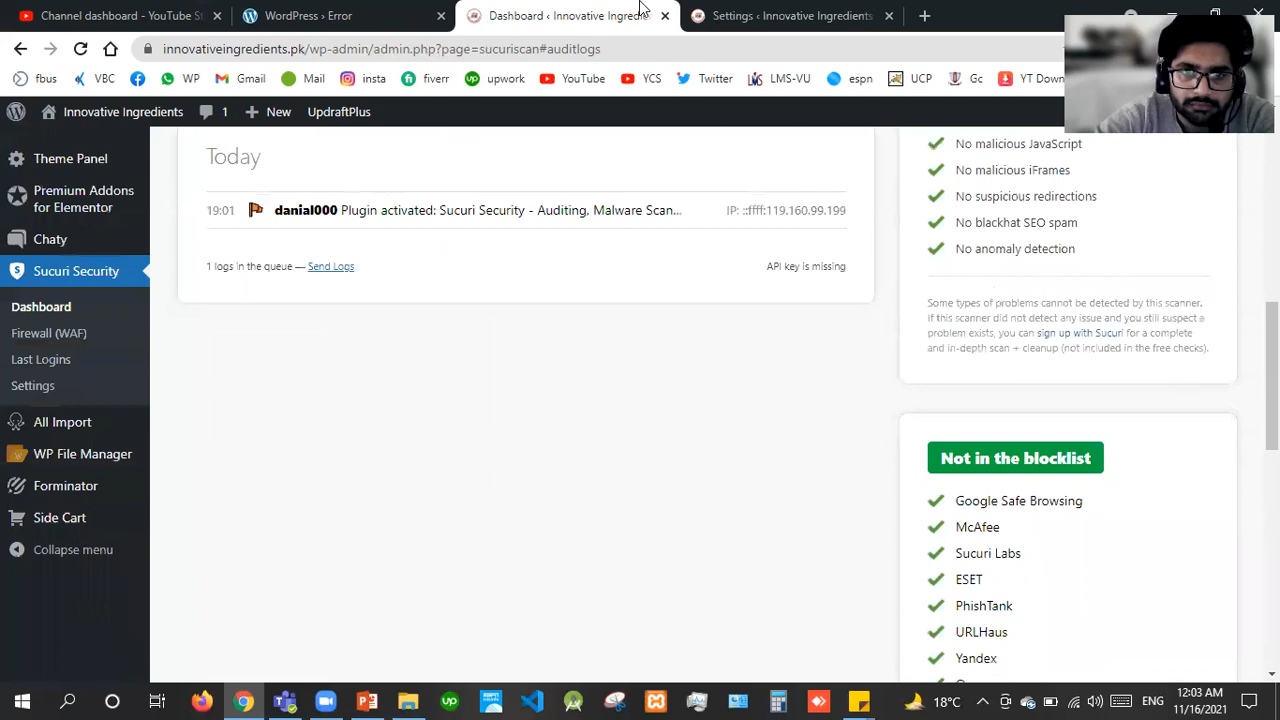 Channel dashboard - YouTube St
WordPress › Error
Dashboard ‹ Innovative Ingredie
Settings ‹ Innovative Ingredients
innovativeingredients.pk/wp-admin/admin.php?page=sucuriscan#auditlogs
fbus
VBC
WP
Gmail
Mail
insta
fiverr
upwork
YouTube
YCS
Twitter
LMS-VU
espn
UCP
Gc
YT Down
Innovative Ingredients
1
New
UpdraftPlus
Theme Panel
Premium Addons
for Elementor
Chaty
Sucuri Security
Dashboard
Firewall (WAF)
Last Logins
Settings
All Import
WP File Manager
Forminator
Side Cart
Collapse menu
Today
19:01 danial000 Plugin activated: Sucuri Security - Auditing, Malware Scan... IP: ::ffff:119.160.99.199
1 logs in the queue — Send Logs
API key is missing
No malicious JavaScript
No malicious iFrames
No suspicious redirections
No blackhat SEO spam
No anomaly detection
Some types of problems cannot be detected by this scanner.
If this scanner did not detect any issue and you still suspect a
problem exists, you can sign up with Sucuri for a complete
and in-depth scan + cleanup (not included in the free checks).
Not in the blocklist
Google Safe Browsing
McAfee
Sucuri Labs
ESET
PhishTank
URLHaus
Yandex
18°C
ENG
12:03 AM
11/16/2021